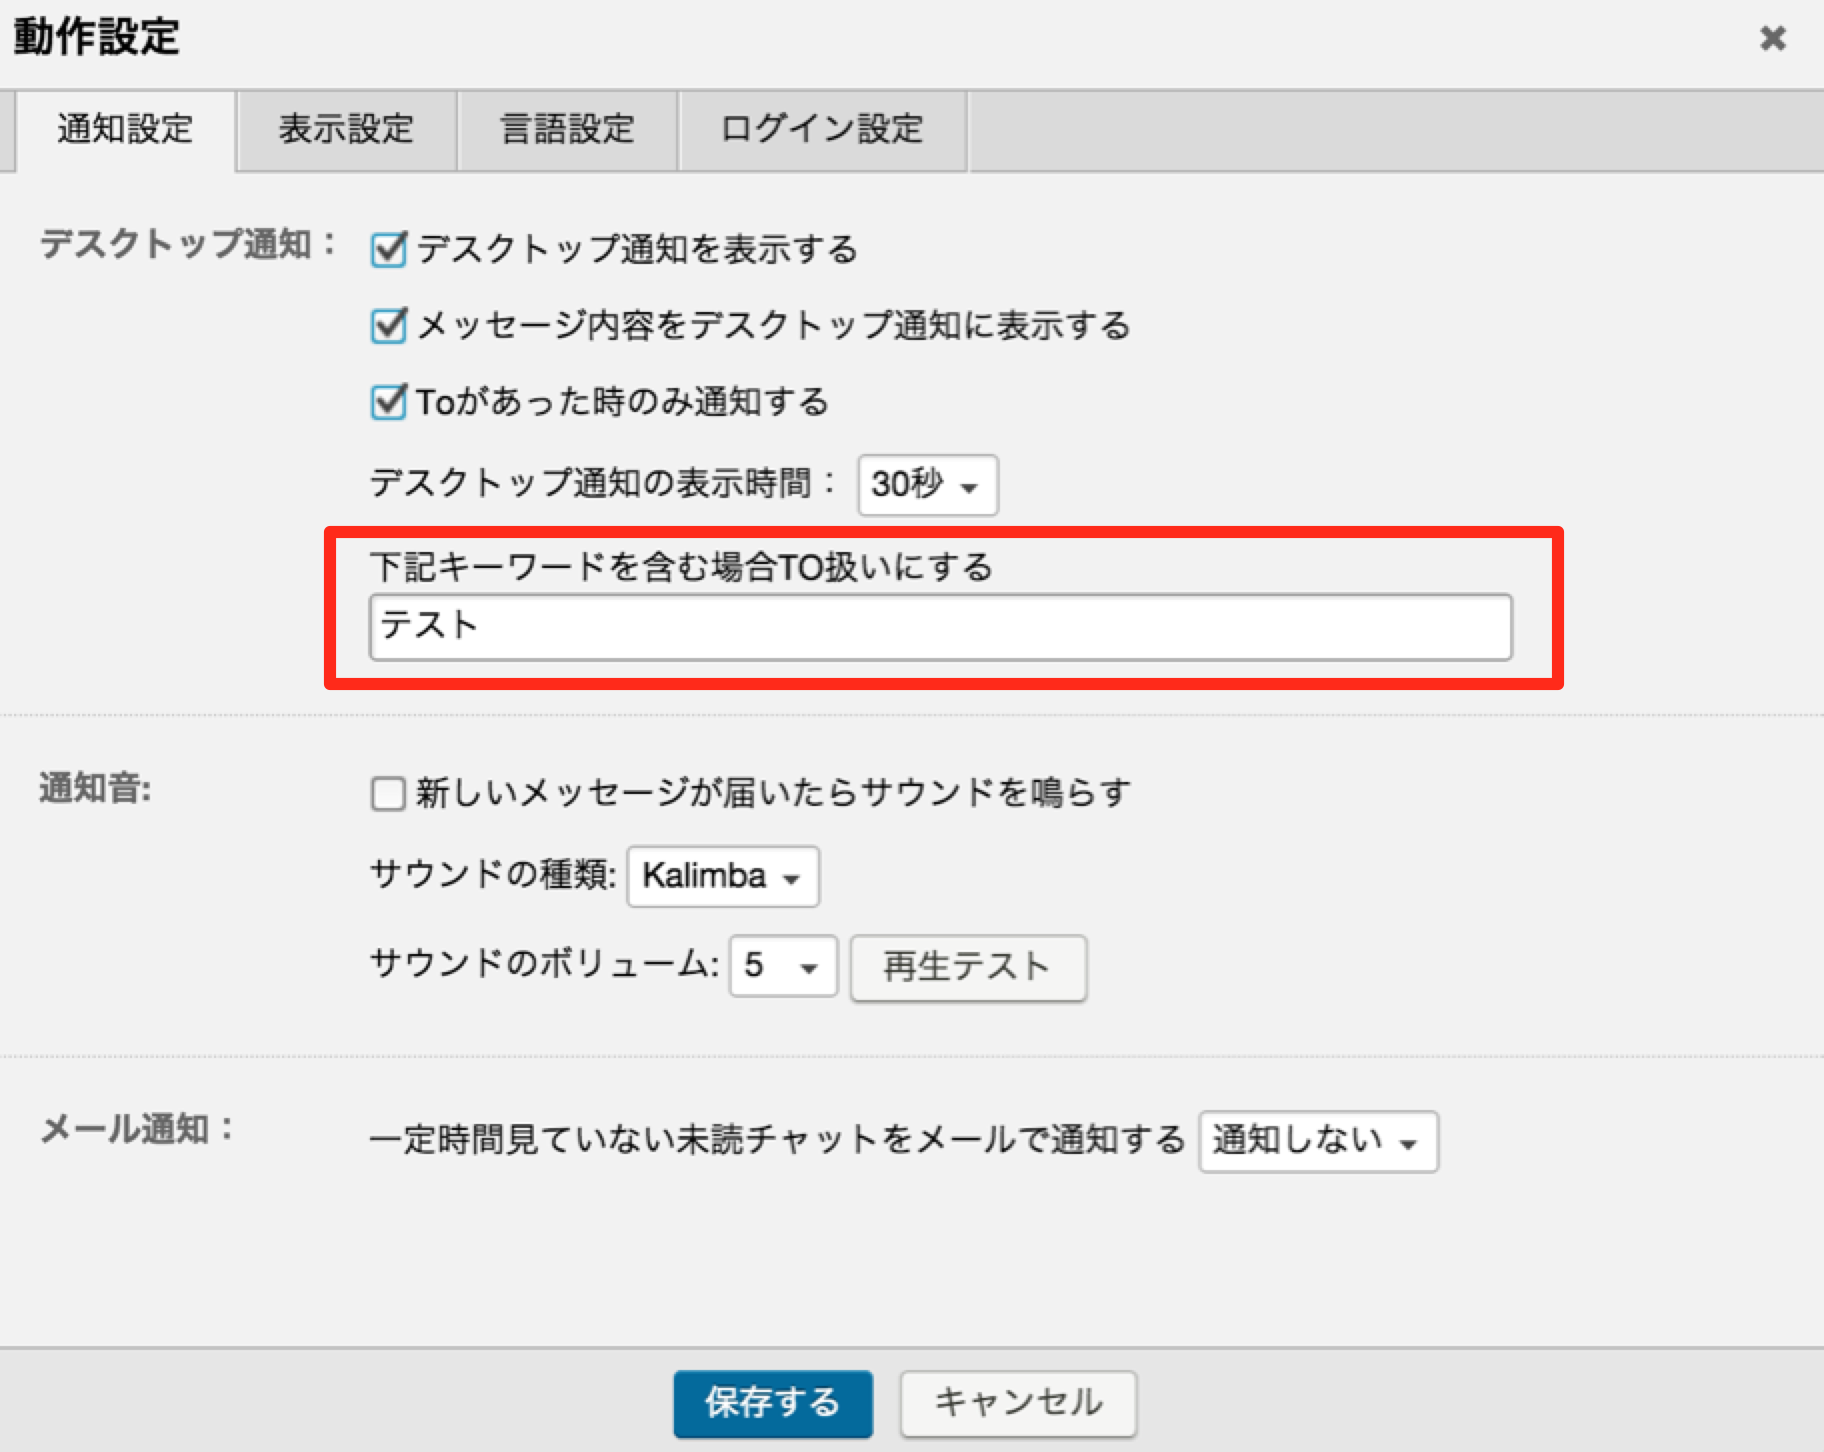 動作設定
通知設定 表示設定 言語設定 ログイン設定
デスクトップ通知： デスクトップ通知を表示する
メッセージ内容をデスクトップ通知に表示する
Toがあった時のみ通知する
デスクトップ通知の表示時間： 30秒
下記キーワードを含む場合TO扱いにする
テスト
通知音: 新しいメッセージが届いたらサウンドを鳴らす
サウンドの種類: Kalimba
サウンドのボリューム: 5 再生テスト
メール通知： 一定時間見ていない未読チャットをメールで通知する 通知しない
保存する キャンセル